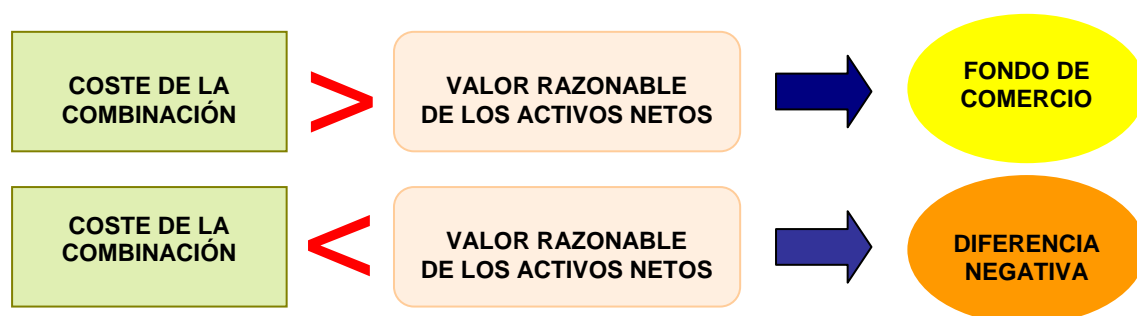 COSTE DE LA
COMBINACIÓN
>
VALOR RAZONABLE
DE LOS ACTIVOS NETOS
FONDO DE
COMERCIO
COSTE DE LA
COMBINACIÓN
<
VALOR RAZONABLE
DE LOS ACTIVOS NETOS
DIFERENCIA
NEGATIVA